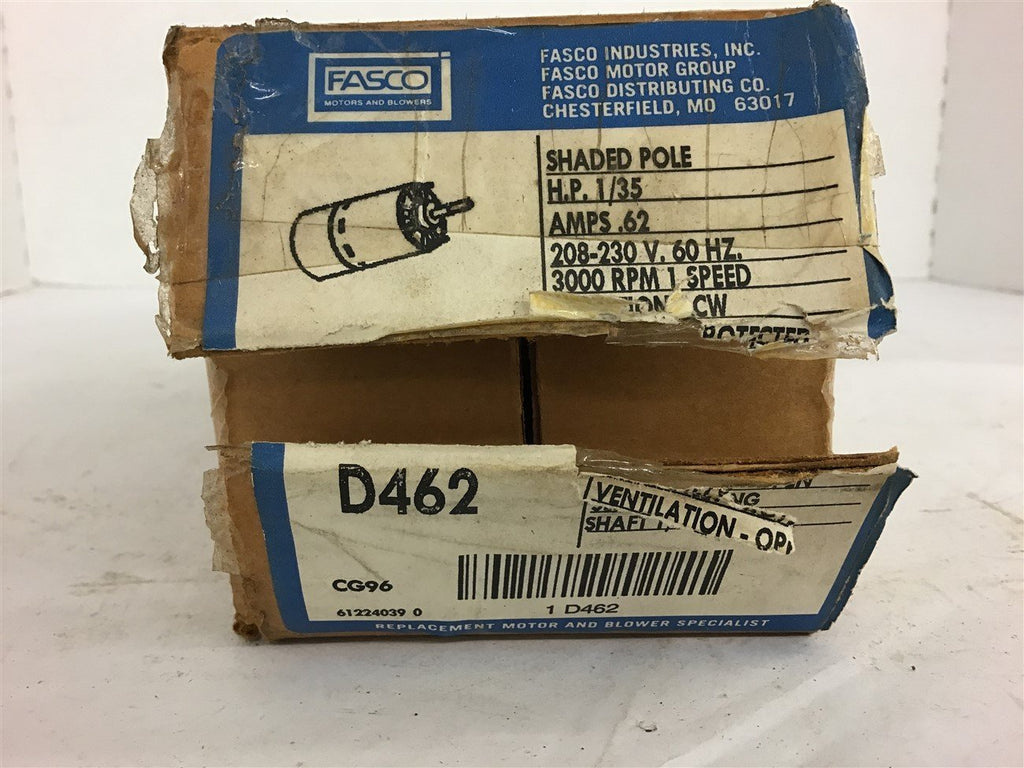 FASCO
MOTORS AND BLOWERS
FASCO INDUSTRIES, INC.
FASCO MOTOR GROUP
FASCO DISTRIBUTING CO.
CHESTERFIELD, MO 63017
SHADED POLE
H.P. 1/35
AMPS .62
208-230 V. 60 HZ.
3000 RPM 1 SPEED
CW
D462
VENTILATION - OP
CG96
61224039 0
1 D462
REPLACEMENT MOTOR AND BLOWER SPECIALIST